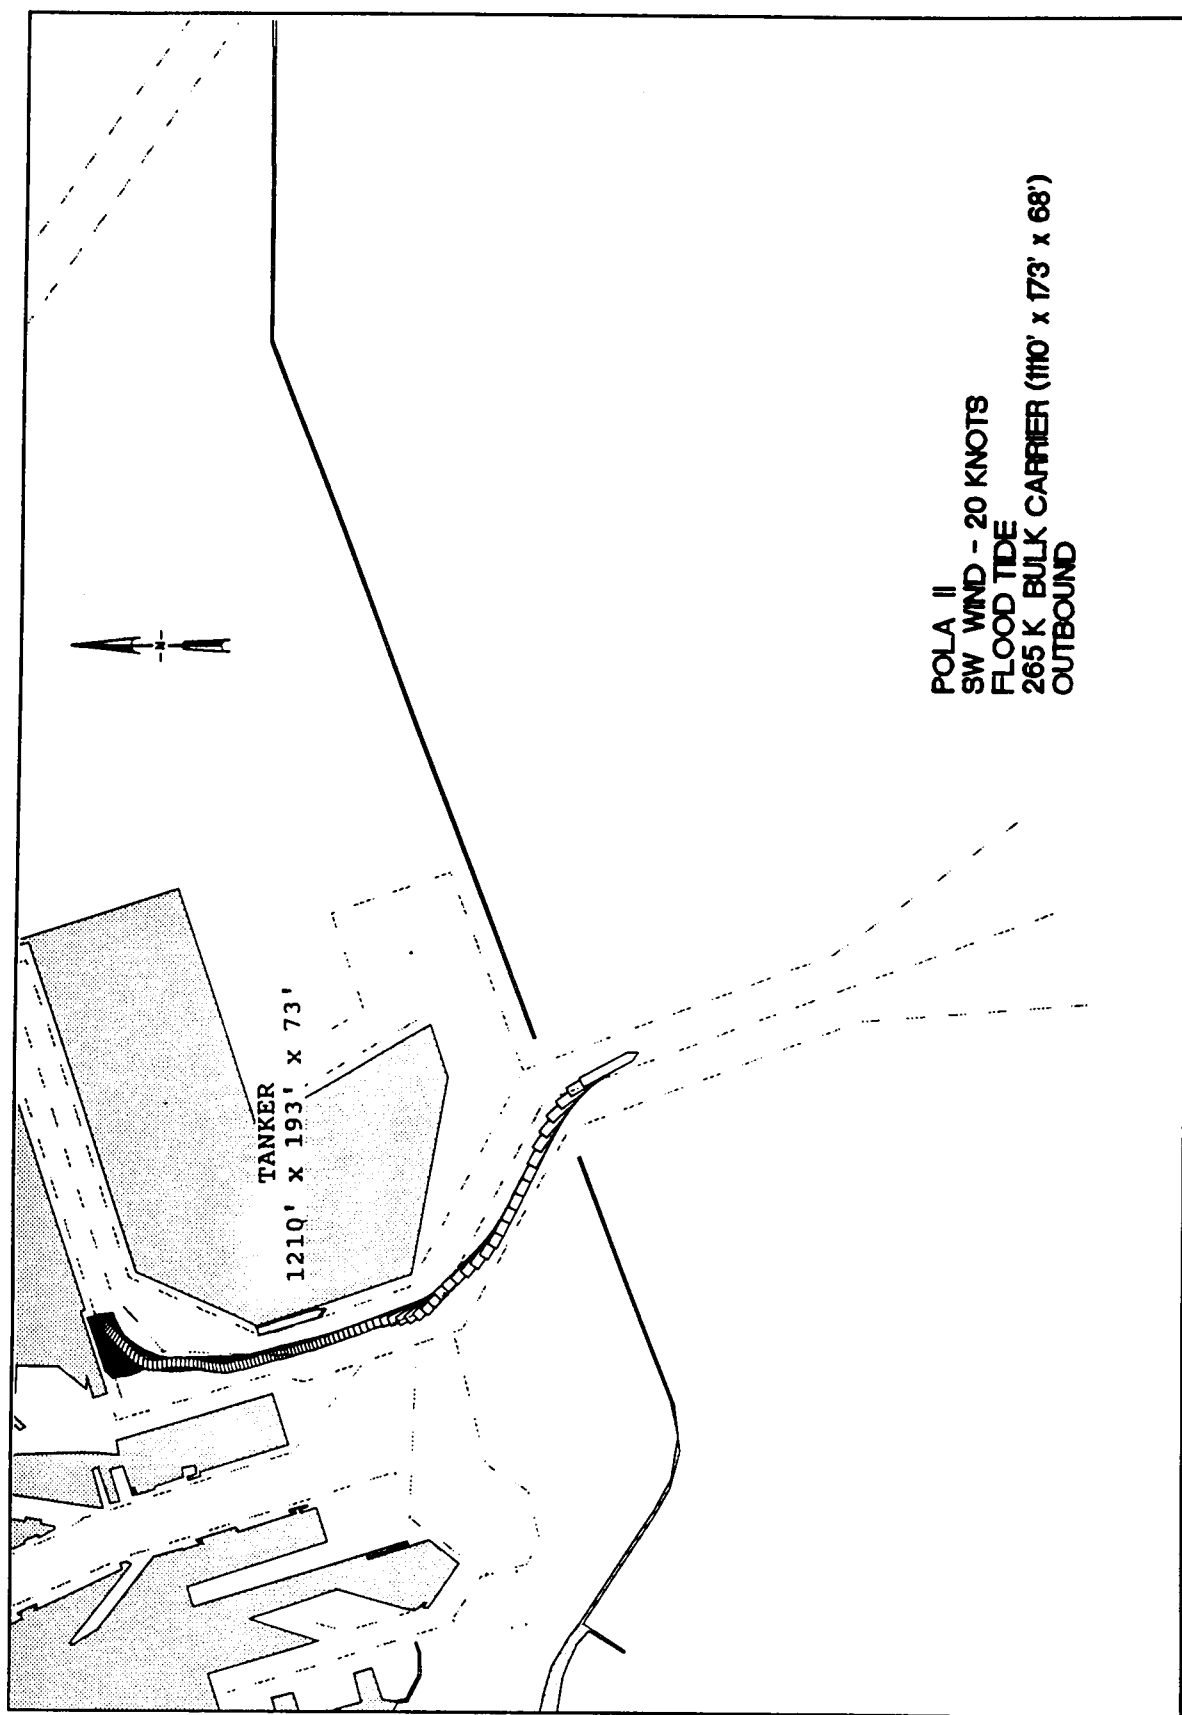 TANKER
1210' x 193' x 73'
N
POLA II
SW WIND - 20 KNOTS
FLOOD TIDE
265 K BULK CARRIER (1110' x 173' x 68')
OUTBOUND